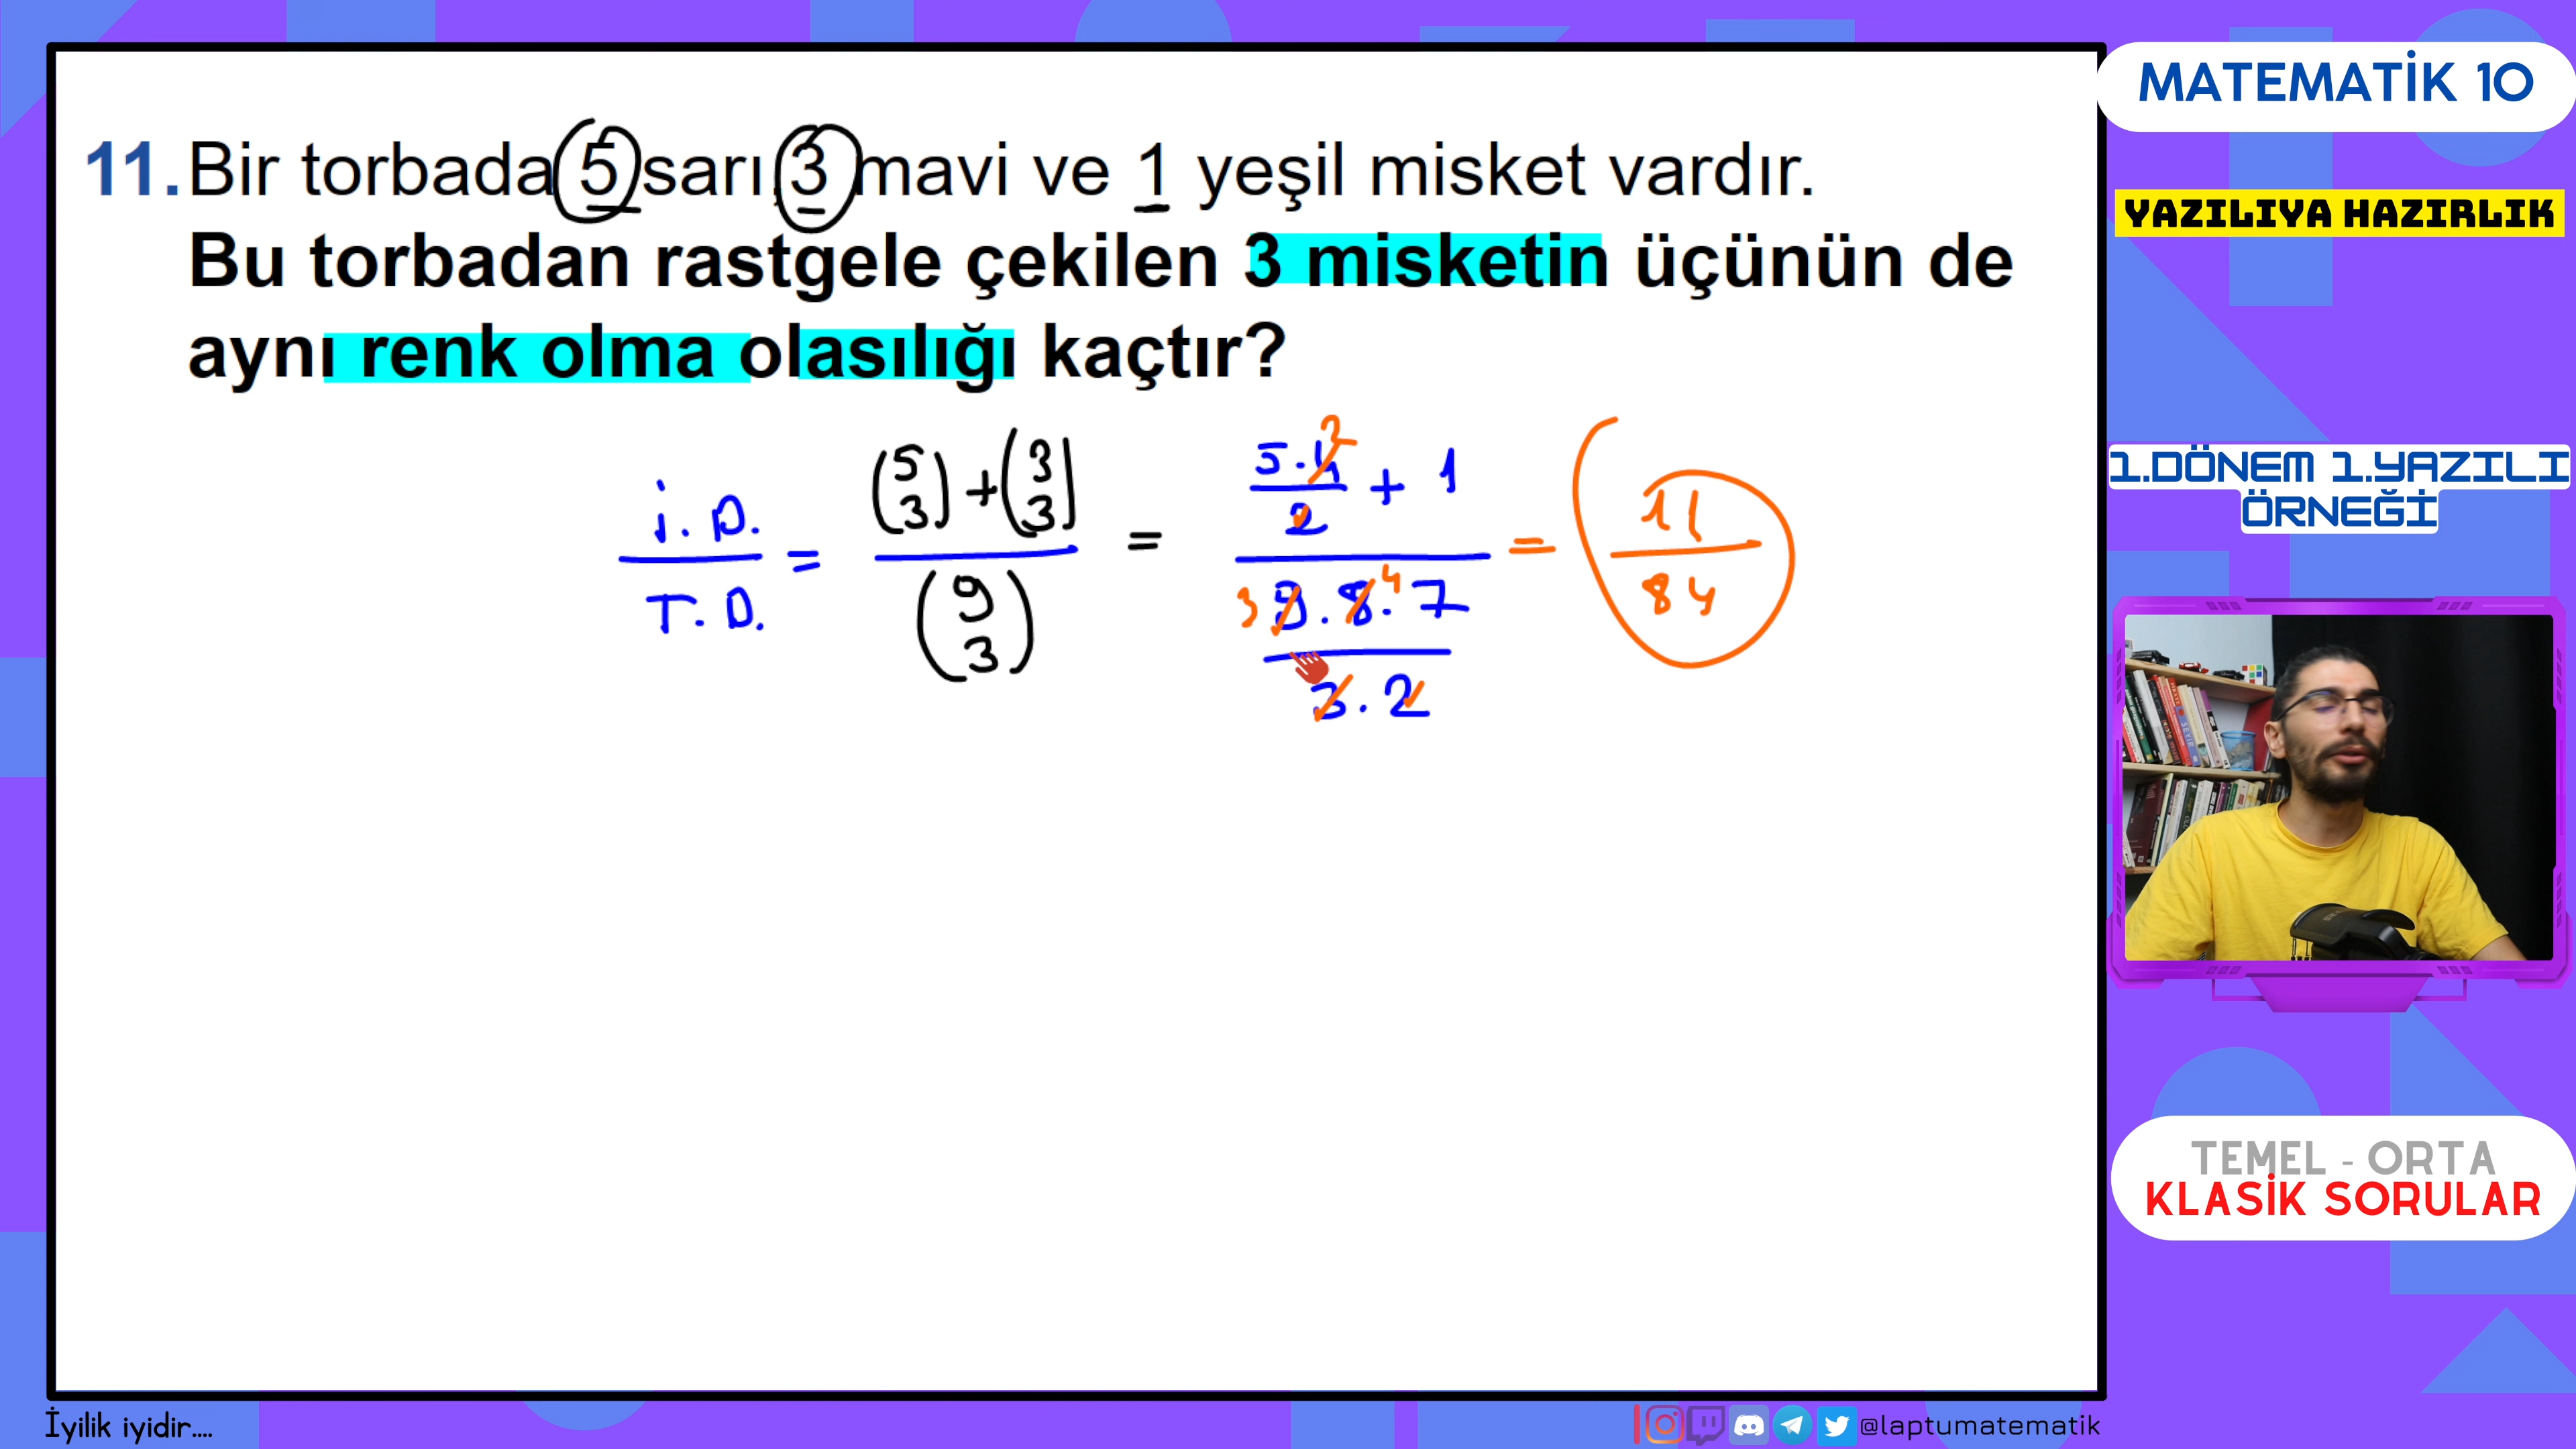 MATEMATİK 10
YAZILIYA HAZIRLIK
11. Bir torbada 5 sarı, 3 mavi ve 1 yeşil misket vardır.
Bu torbadan rastgele çekilen 3 misketin üçünün de
aynı renk olma olasılığı kaçtır?
i.D. / T.D. = ((5 3) + (3 3)) / (9 3) = (5.4 2 / 2 + 1) / (3 9.8 4.7 / 3.2) = 11 / 84
1.DÖNEM 1.YAZILI
ÖRNEĞİ
TEMEL - ORTA
KLASİK SORULAR
İyilik iyidir....
@laptumatematik